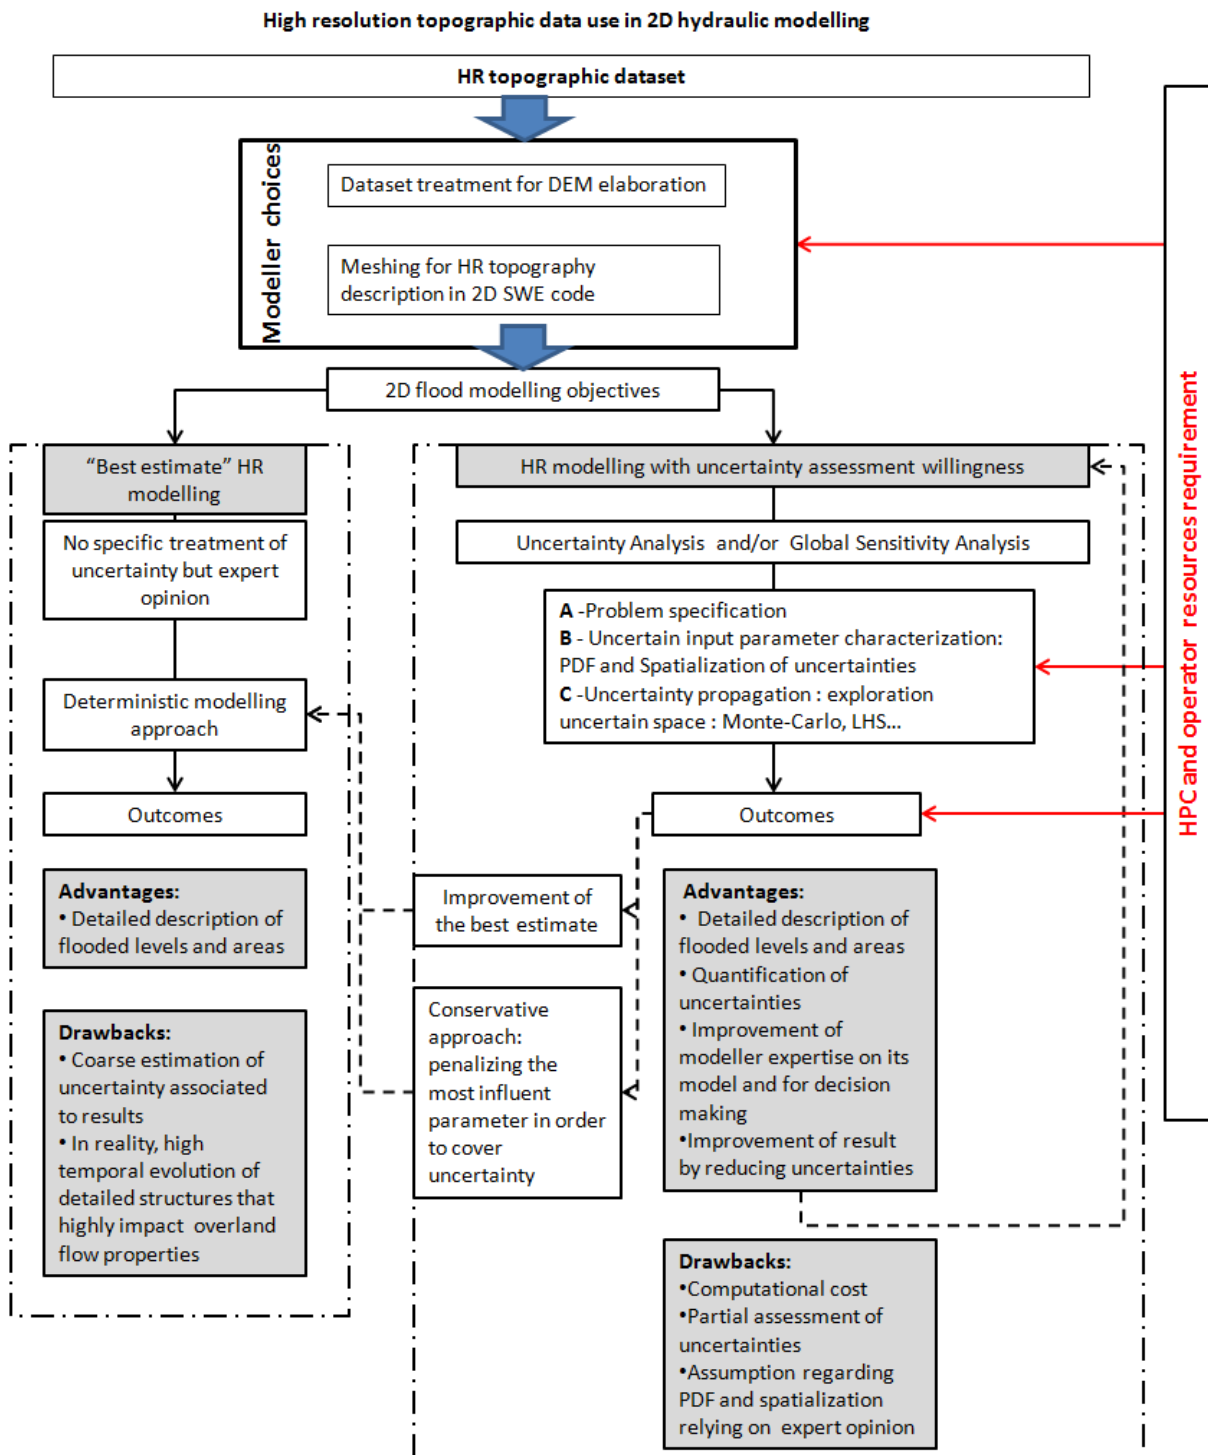 High resolution topographic data use in 2D hydraulic modelling
HR topographic dataset
Modeller choices
Dataset treatment for DEM elaboration
Meshing for HR topography
description in 2D SWE code
2D flood modelling objectives
“Best estimate” HR
modelling
No specific treatment of
uncertainty but expert
opinion
Deterministic modelling
approach
Outcomes
Advantages:
• Detailed description of
flooded levels and areas
Drawbacks:
• Coarse estimation of
uncertainty associated
to results
• In reality, high
temporal evolution of
detailed structures that
highly impact overland
flow properties
HR modelling with uncertainty assessment willingness
Uncertainty Analysis and/or Global Sensitivity Analysis
A -Problem specification
B - Uncertain input parameter characterization:
PDF and Spatialization of uncertainties
C -Uncertainty propagation : exploration
uncertain space : Monte-Carlo, LHS...
Outcomes
Improvement of
the best estimate
Conservative
approach:
penalizing the
most influent
parameter in order
to cover
uncertainty
Advantages:
• Detailed description of
flooded levels and areas
• Quantification of
uncertainties
• Improvement of
modeller expertise on its
model and for decision
making
•Improvement of result
by reducing uncertainties
Drawbacks:
•Computational cost
•Partial assessment of
uncertainties
•Assumption regarding
PDF and spatialization
relying on expert opinion
HPC and operator resources requirement